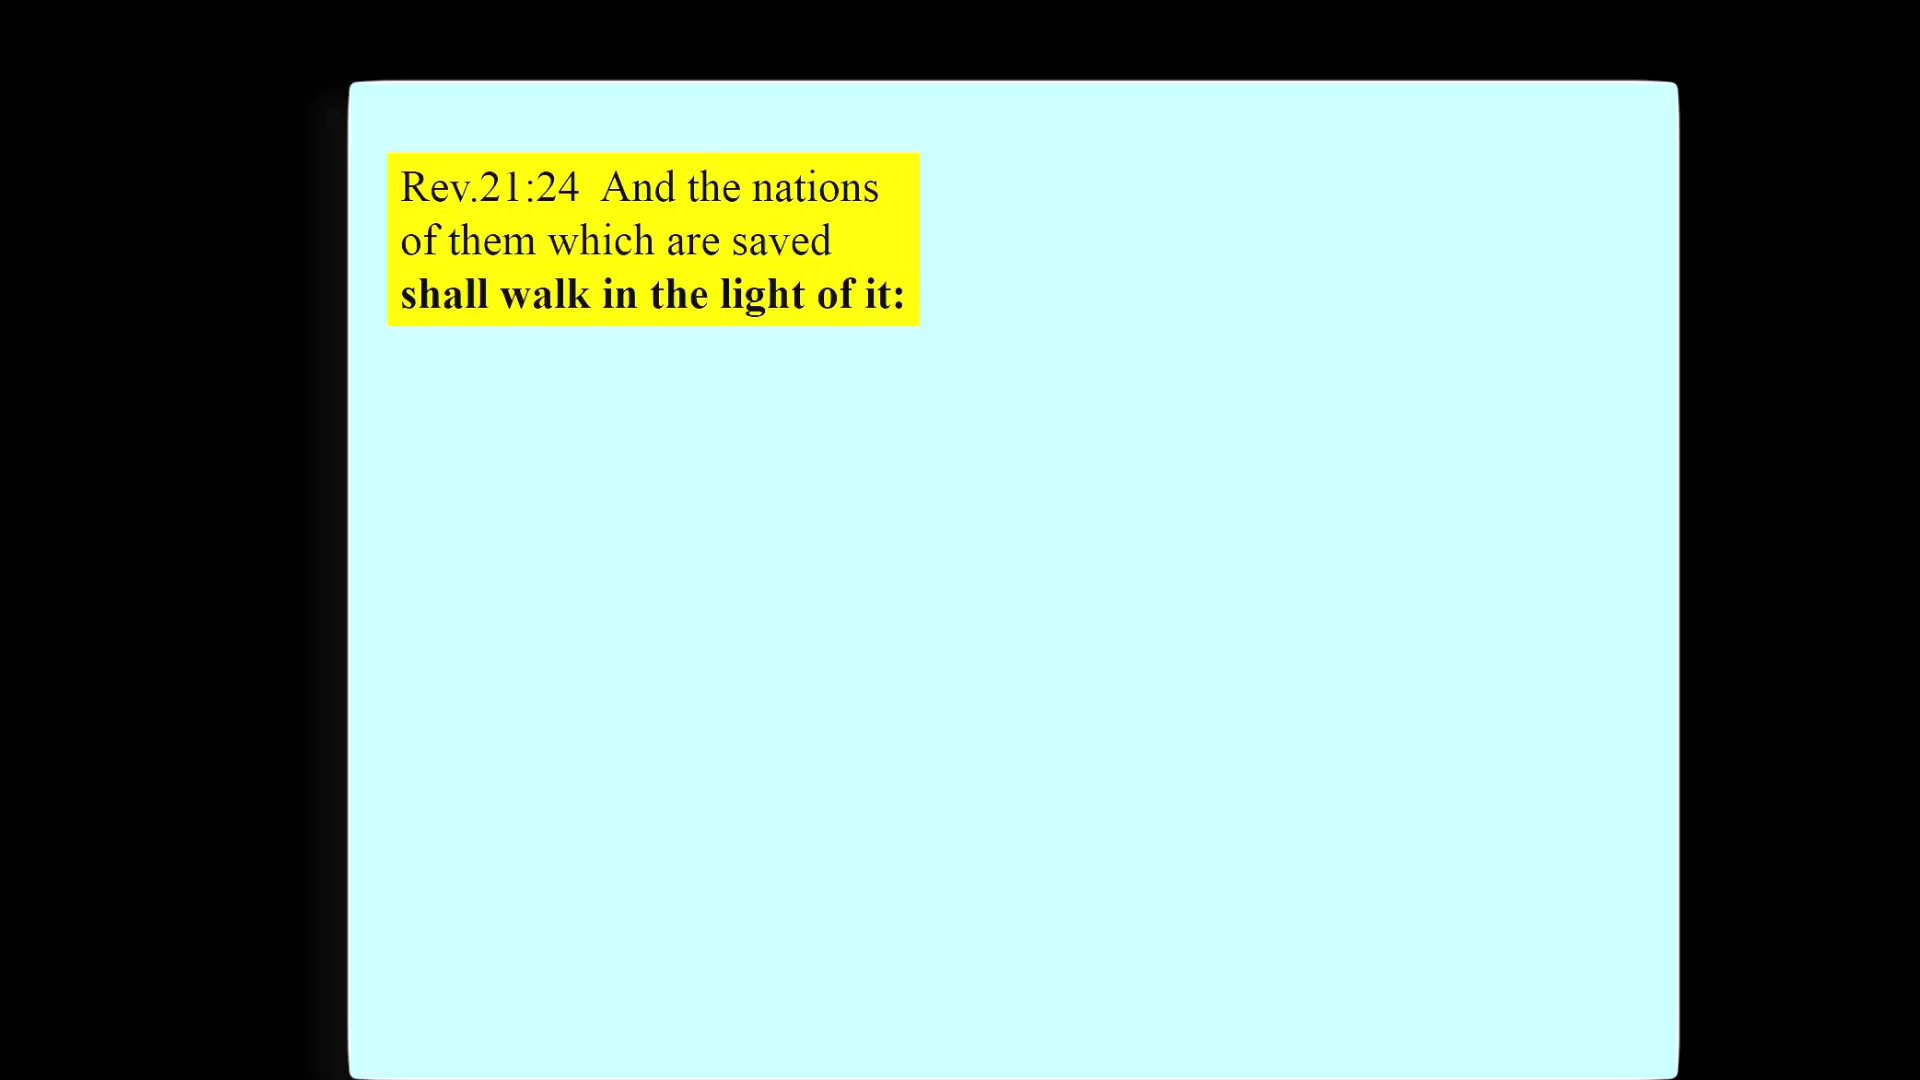 Rev.21:24  And the nations
of them which are saved
shall walk in the light of it: